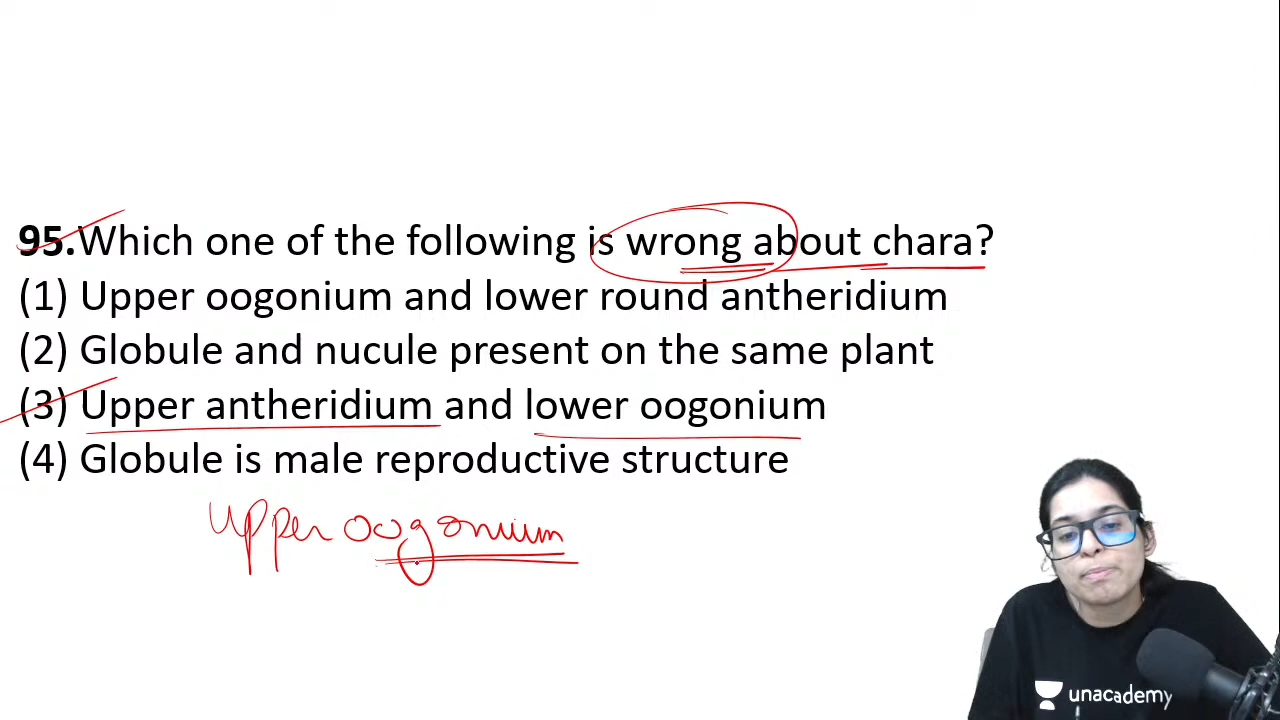 95.Which one of the following is wrong about chara?
(1) Upper oogonium and lower round antheridium
(2) Globule and nucule present on the same plant
(3) Upper antheridium and lower oogonium
(4) Globule is male reproductive structure
upper oogonium
unacademy